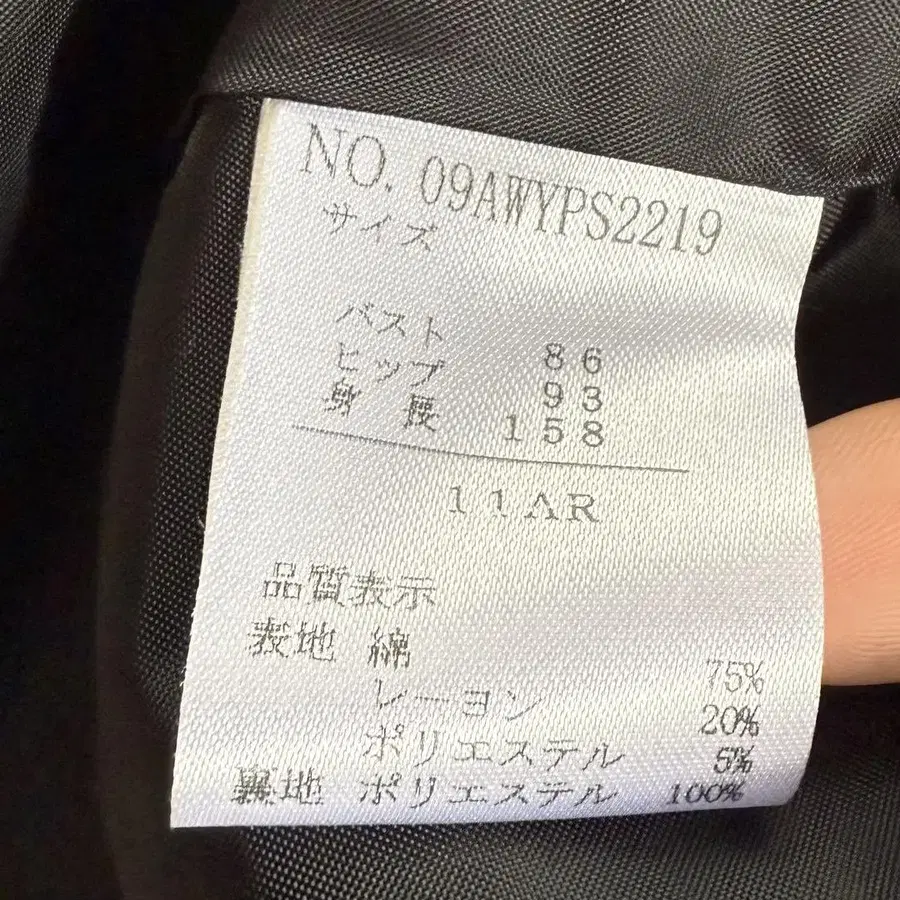 NO. 09AWYPS2219
サイズ
バスト 86
ヒップ 93
身長 158
11AR
品質表示
表地 綿 75%
レーヨン 20%
ポリエステル 5%
裏地 ポリエステル 100%